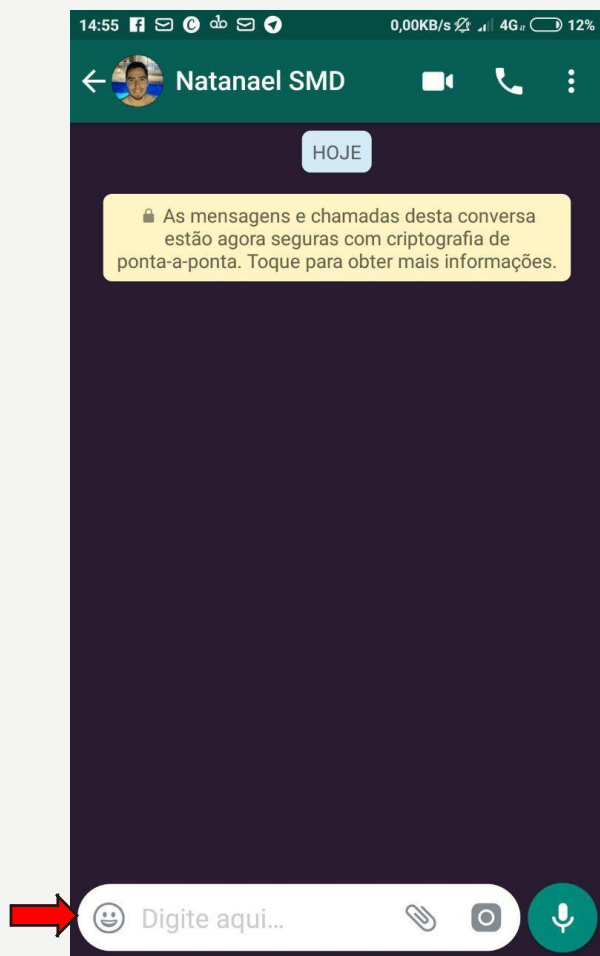 14:55 0,00KB/s 4G 12%
Natanael SMD
HOJE
As mensagens e chamadas desta conversa
estão agora seguras com criptografia de
ponta-a-ponta. Toque para obter mais informações.
Digite aqui...